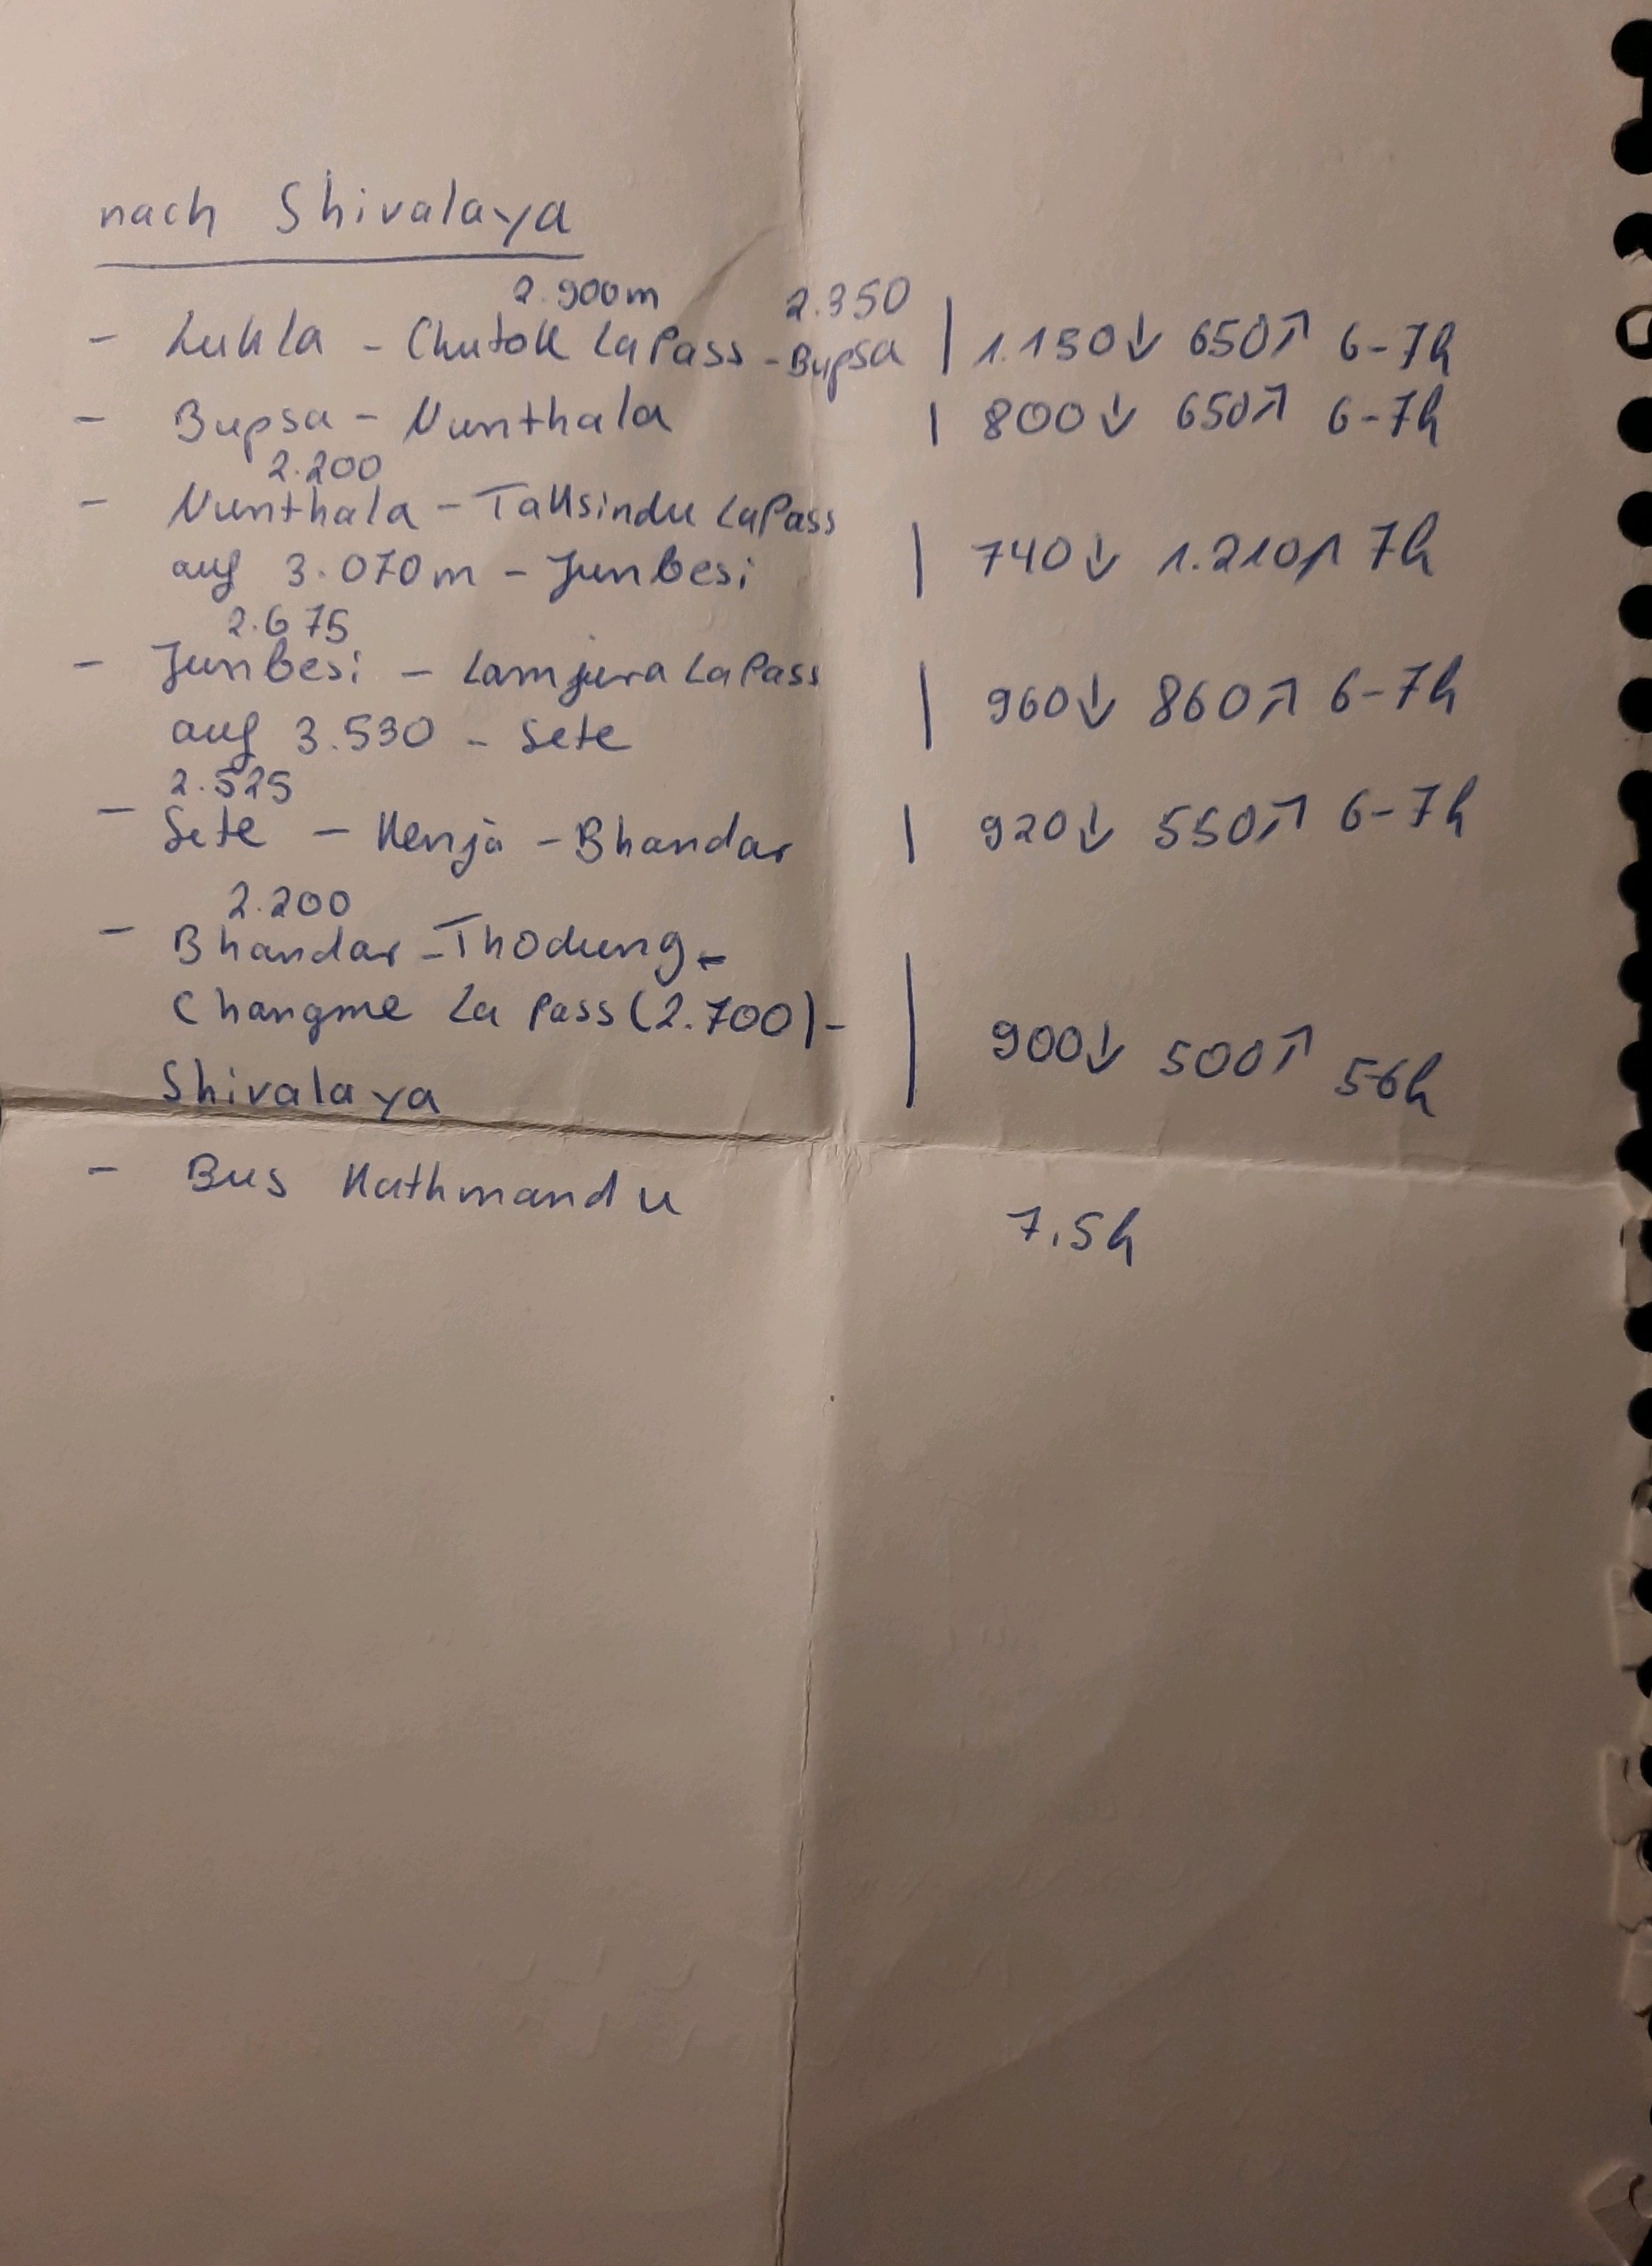 nach Shivalaya
2.900m 2.350
- Lukla - Chutok La Pass - Bupsa | 1.150↓ 650↗ 6-7h
- Bupsa - Nunthala | 800↓ 650↗ 6-7h
2.200
- Nunthala - Taksindu La Pass
auf 3.070m - Junbesi | 740↓ 1.210↗ 7h
2.675
- Junbesi - Lamjura La Pass
auf 3.530 - Sete | 960↓ 860↗ 6-7h
2.525
- Sete - Kenja - Bhandar | 920↓ 550↗ 6-7h
2.200
- Bhandar - Thodung -
Changme La Pass (2.700) - | 900↓ 500↗ 56h
Shivalaya
- Bus Kathmandu 7,5h